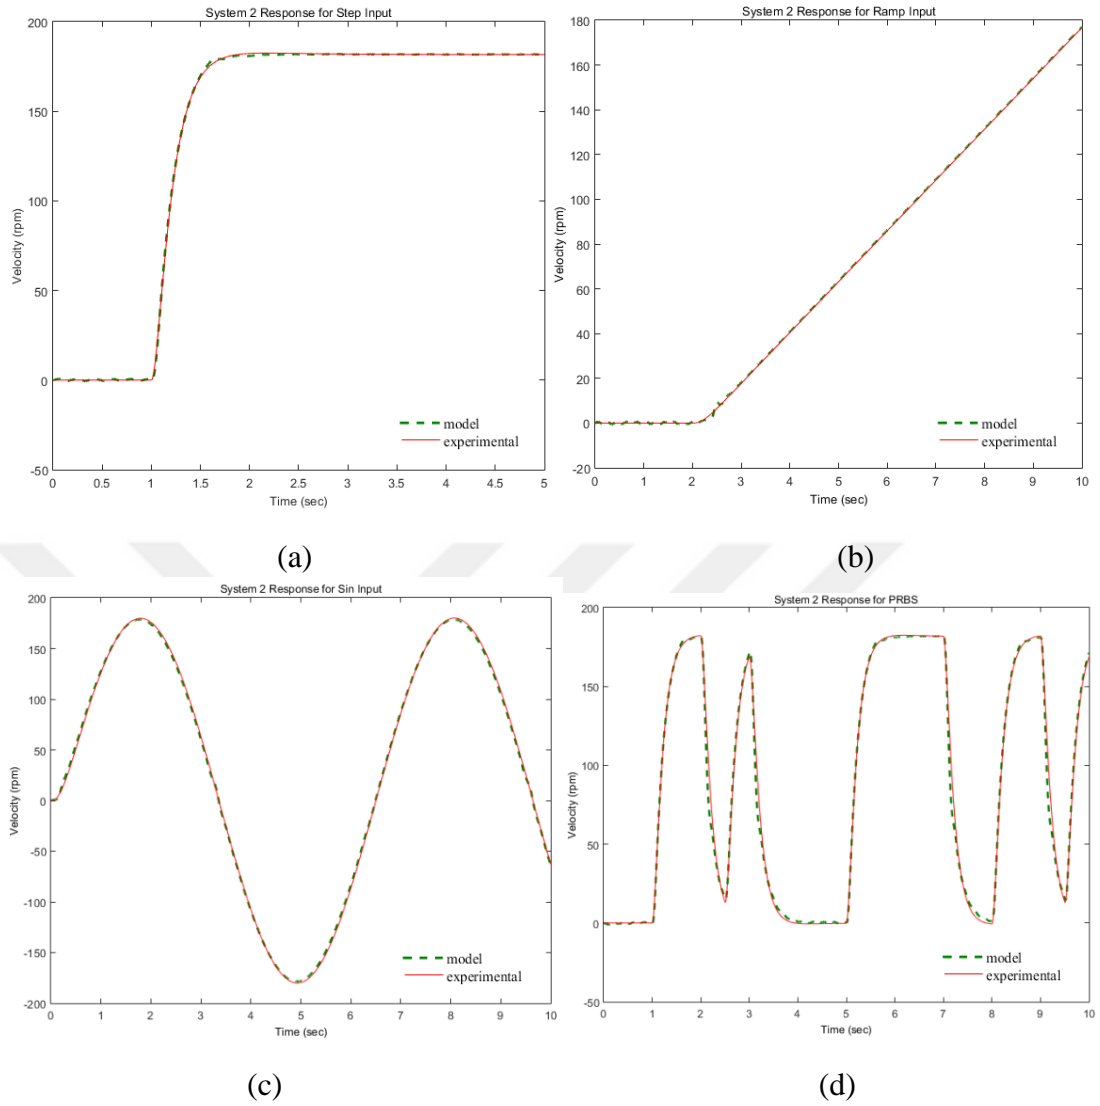 System 2 Response for Step Input
200
150
100
50
0
-50
Velocity (rpm)
model
experimental
0 0.5 1 1.5 2 2.5 3 3.5 4 4.5 5
Time (sec)
(a)
System 2 Response for Ramp Input
180
160
140
120
100
80
60
40
20
0
-20
Velocity (rpm)
model
experimental
0 1 2 3 4 5 6 7 8 9 10
Time (sec)
(b)
System 2 Response for Sin Input
200
150
100
50
0
-50
-100
-150
-200
Velocity (rpm)
model
experimental
0 1 2 3 4 5 6 7 8 9 10
Time (sec)
(c)
System 2 Response for PRBS
200
150
100
50
0
-50
Velocity (rpm)
model
experimental
0 1 2 3 4 5 6 7 8 9 10
Time (sec)
(d)